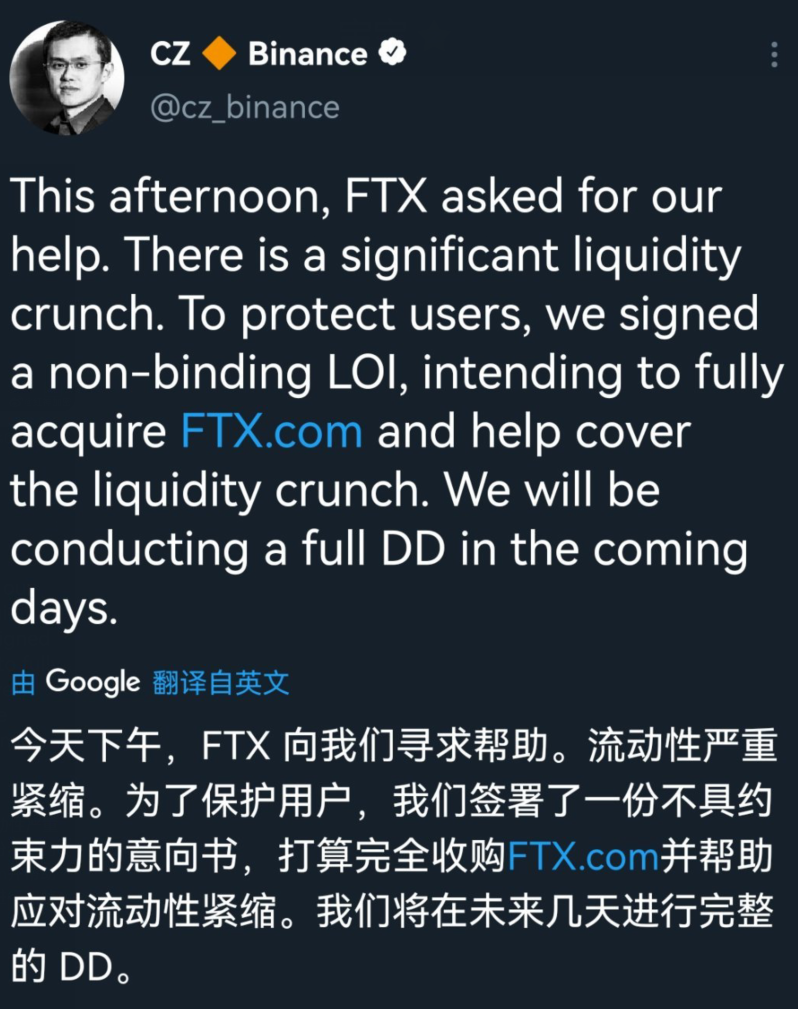 CZ 🔶 Binance
@cz_binance
This afternoon, FTX asked for our
help. There is a significant liquidity
crunch. To protect users, we signed
a non-binding LOI, intending to fully
acquire FTX.com and help cover
the liquidity crunch. We will be
conducting a full DD in the coming
days.
由 Google 翻译自英文
今天下午，FTX 向我们寻求帮助。流动性严重
紧缩。为了保护用户，我们签署了一份不具约
束力的意向书，打算完全收购FTX.com并帮助
应对流动性紧缩。我们将在未来几天进行完整
的 DD。